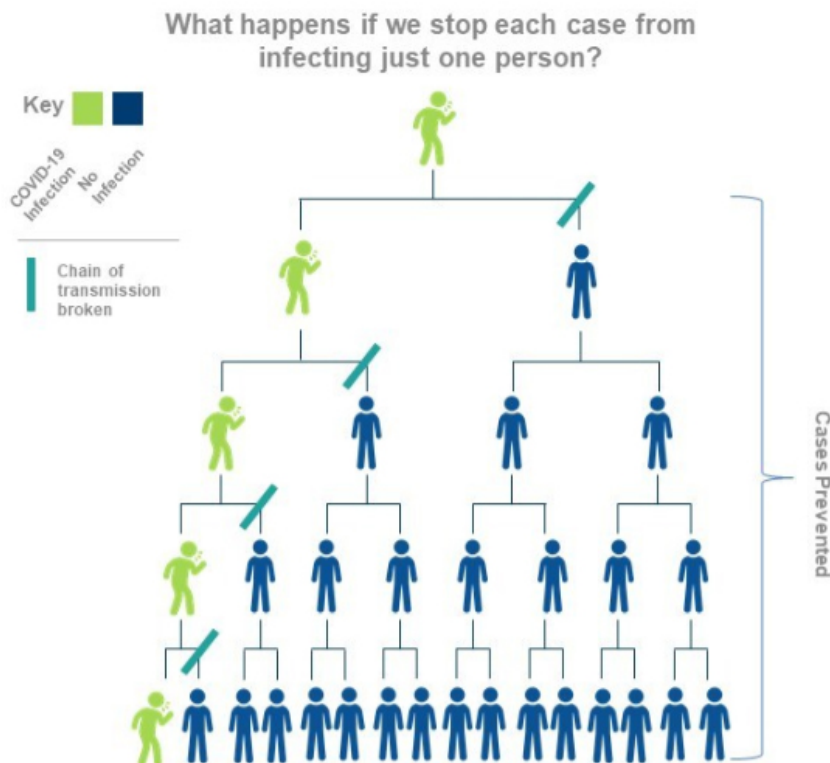 What happens if we stop each case from
infecting just one person?
Key
COVID-19
Infection
No
Infection
Chain of
transmission
broken
Cases Prevented